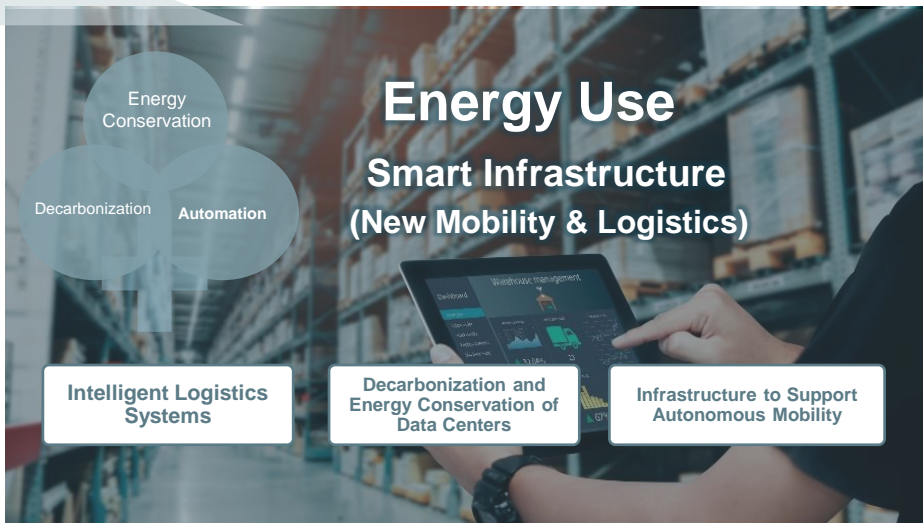 Energy
Conservation
Decarbonization
Automation
Energy Use
Smart Infrastructure
(New Mobility & Logistics)
Dashboard
Warehouse management
Intelligent Logistics
Systems
Decarbonization and
Energy Conservation of
Data Centers
Infrastructure to Support
Autonomous Mobility